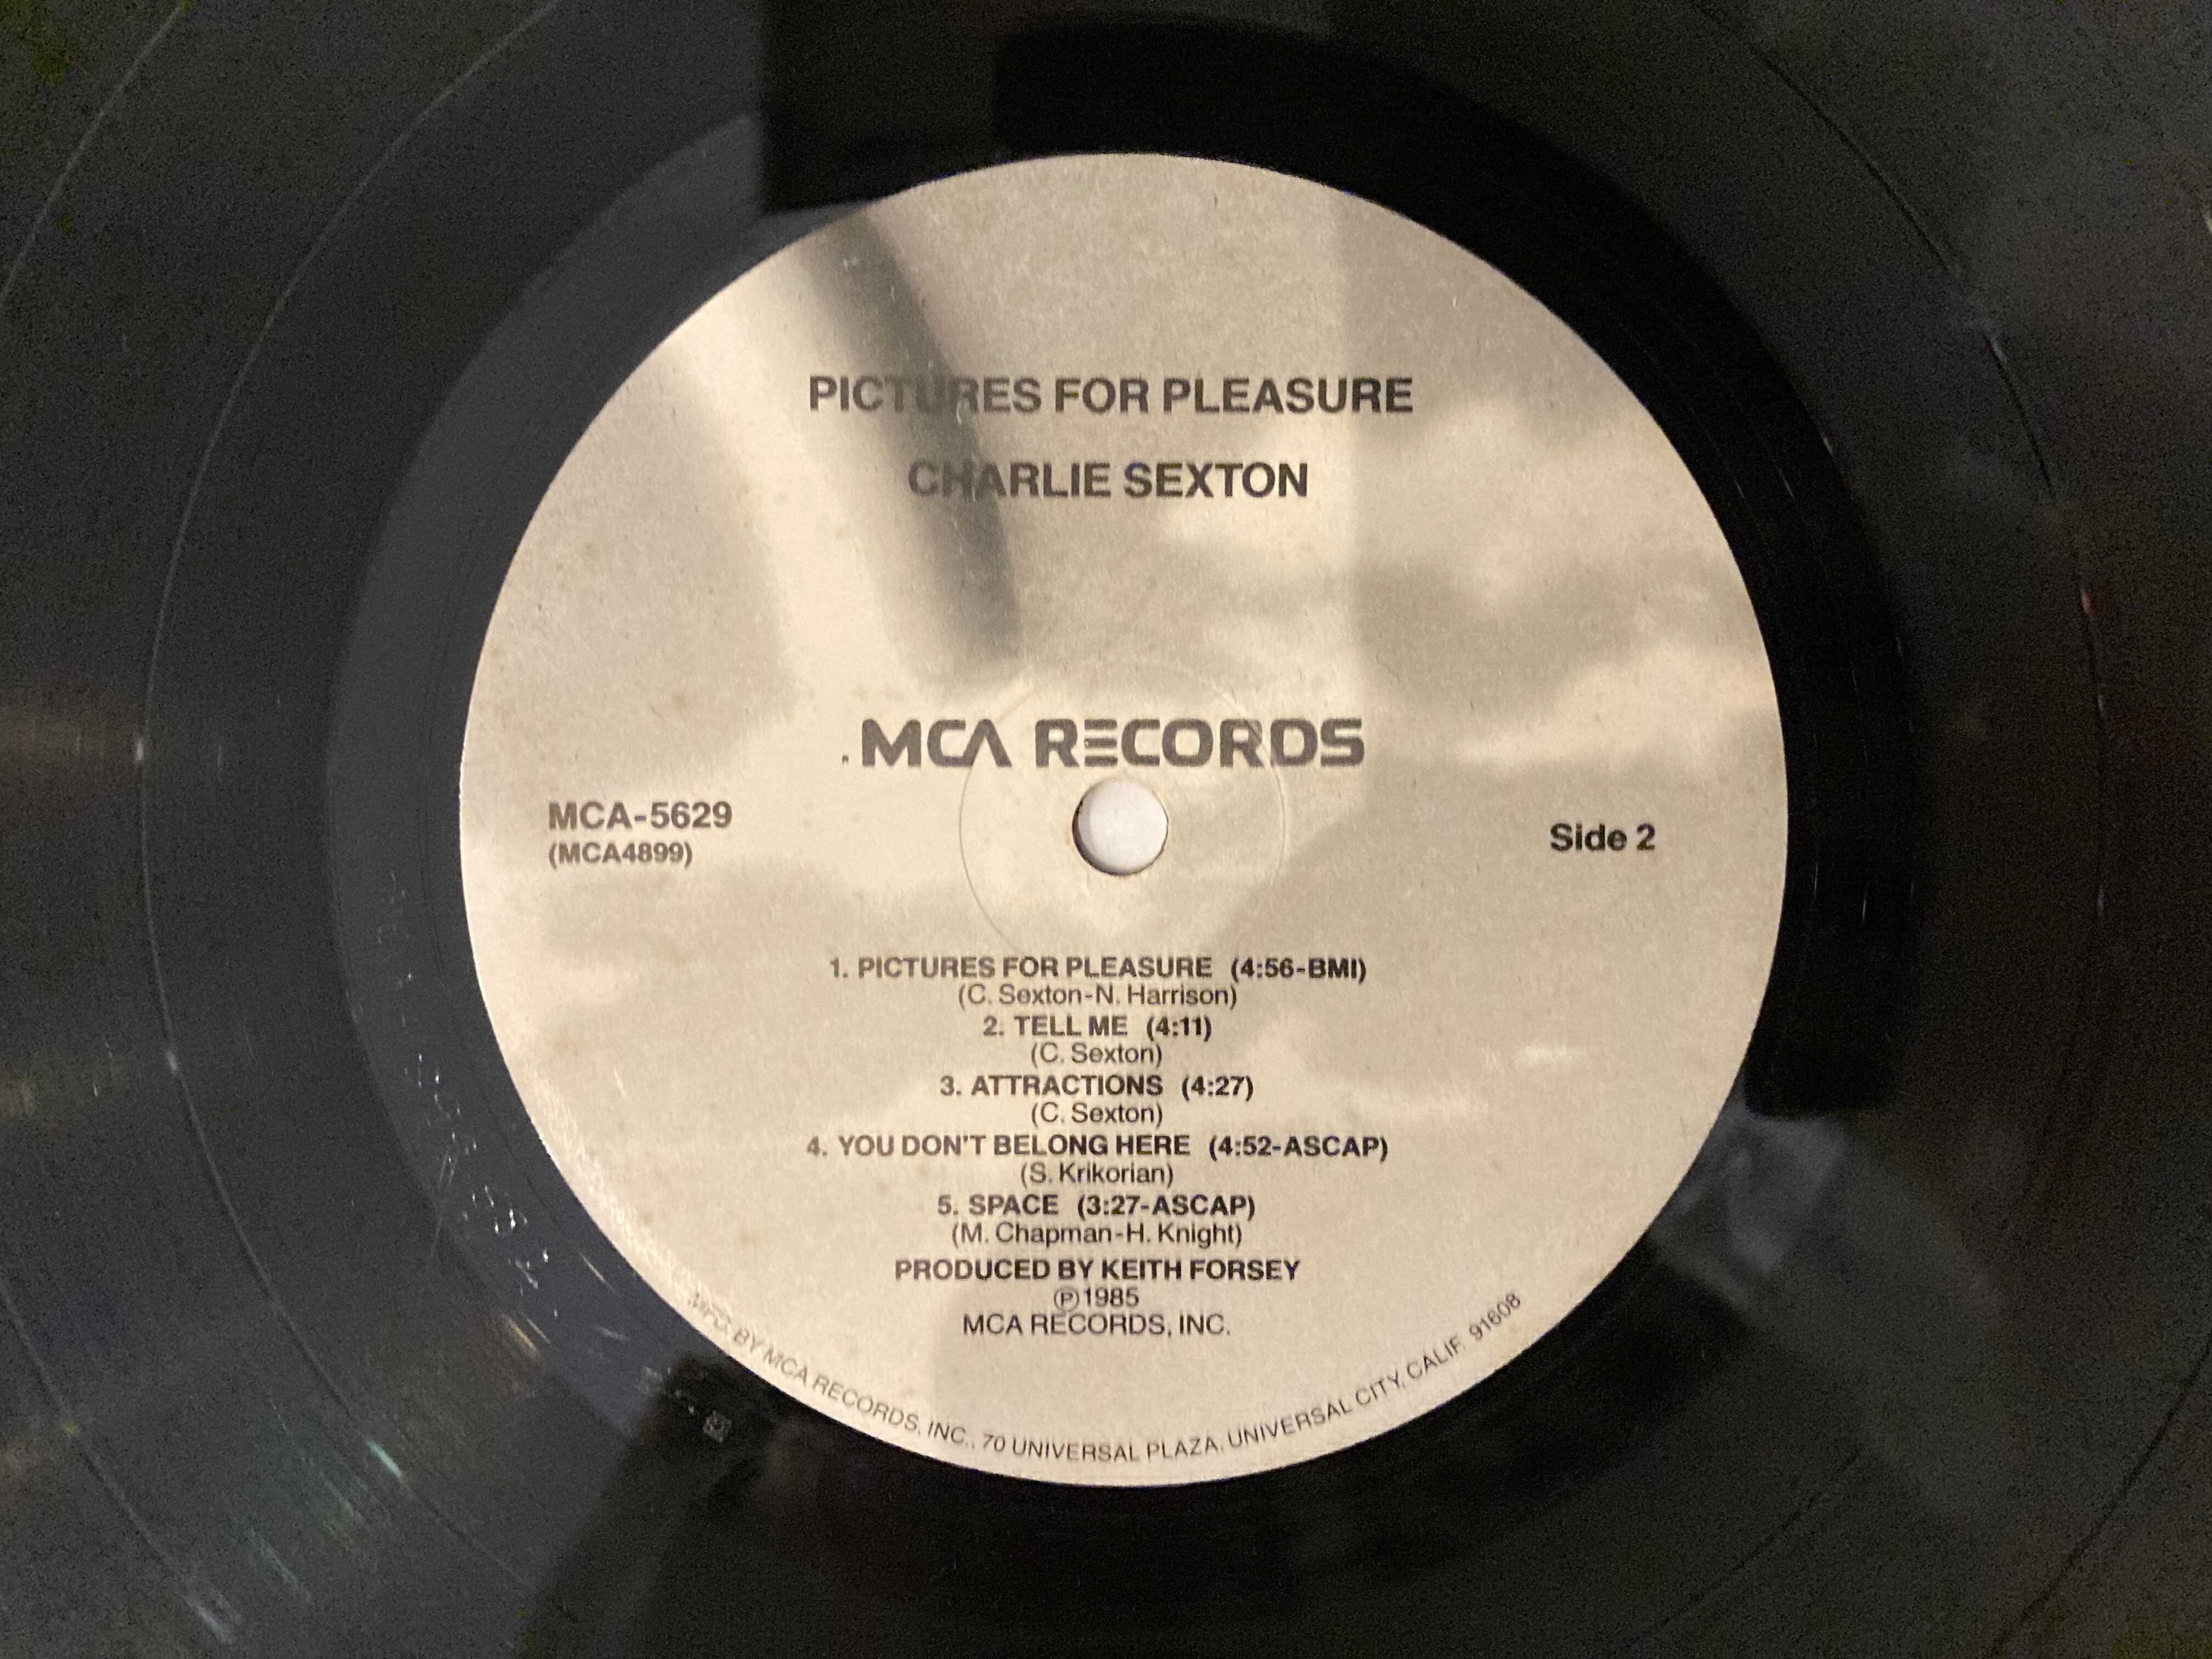 PICTURES FOR PLEASURE
CHARLIE SEXTON
MCA RECORDS
MCA-5629
(MCA4899)
Side 2
1. PICTURES FOR PLEASURE (4:56-BMI)
(C. Sexton-N. Harrison)
2. TELL ME (4:11)
(C. Sexton)
3. ATTRACTIONS (4:27)
(C. Sexton)
4. YOU DON'T BELONG HERE (4:52-ASCAP)
(S. Krikorian)
5. SPACE (3:27-ASCAP)
(M. Chapman-H. Knight)
PRODUCED BY KEITH FORSEY
Ⓟ1985
MCA RECORDS, INC.
MFG. BY MCA RECORDS, INC., 70 UNIVERSAL PLAZA, UNIVERSAL CITY, CALIF. 91608